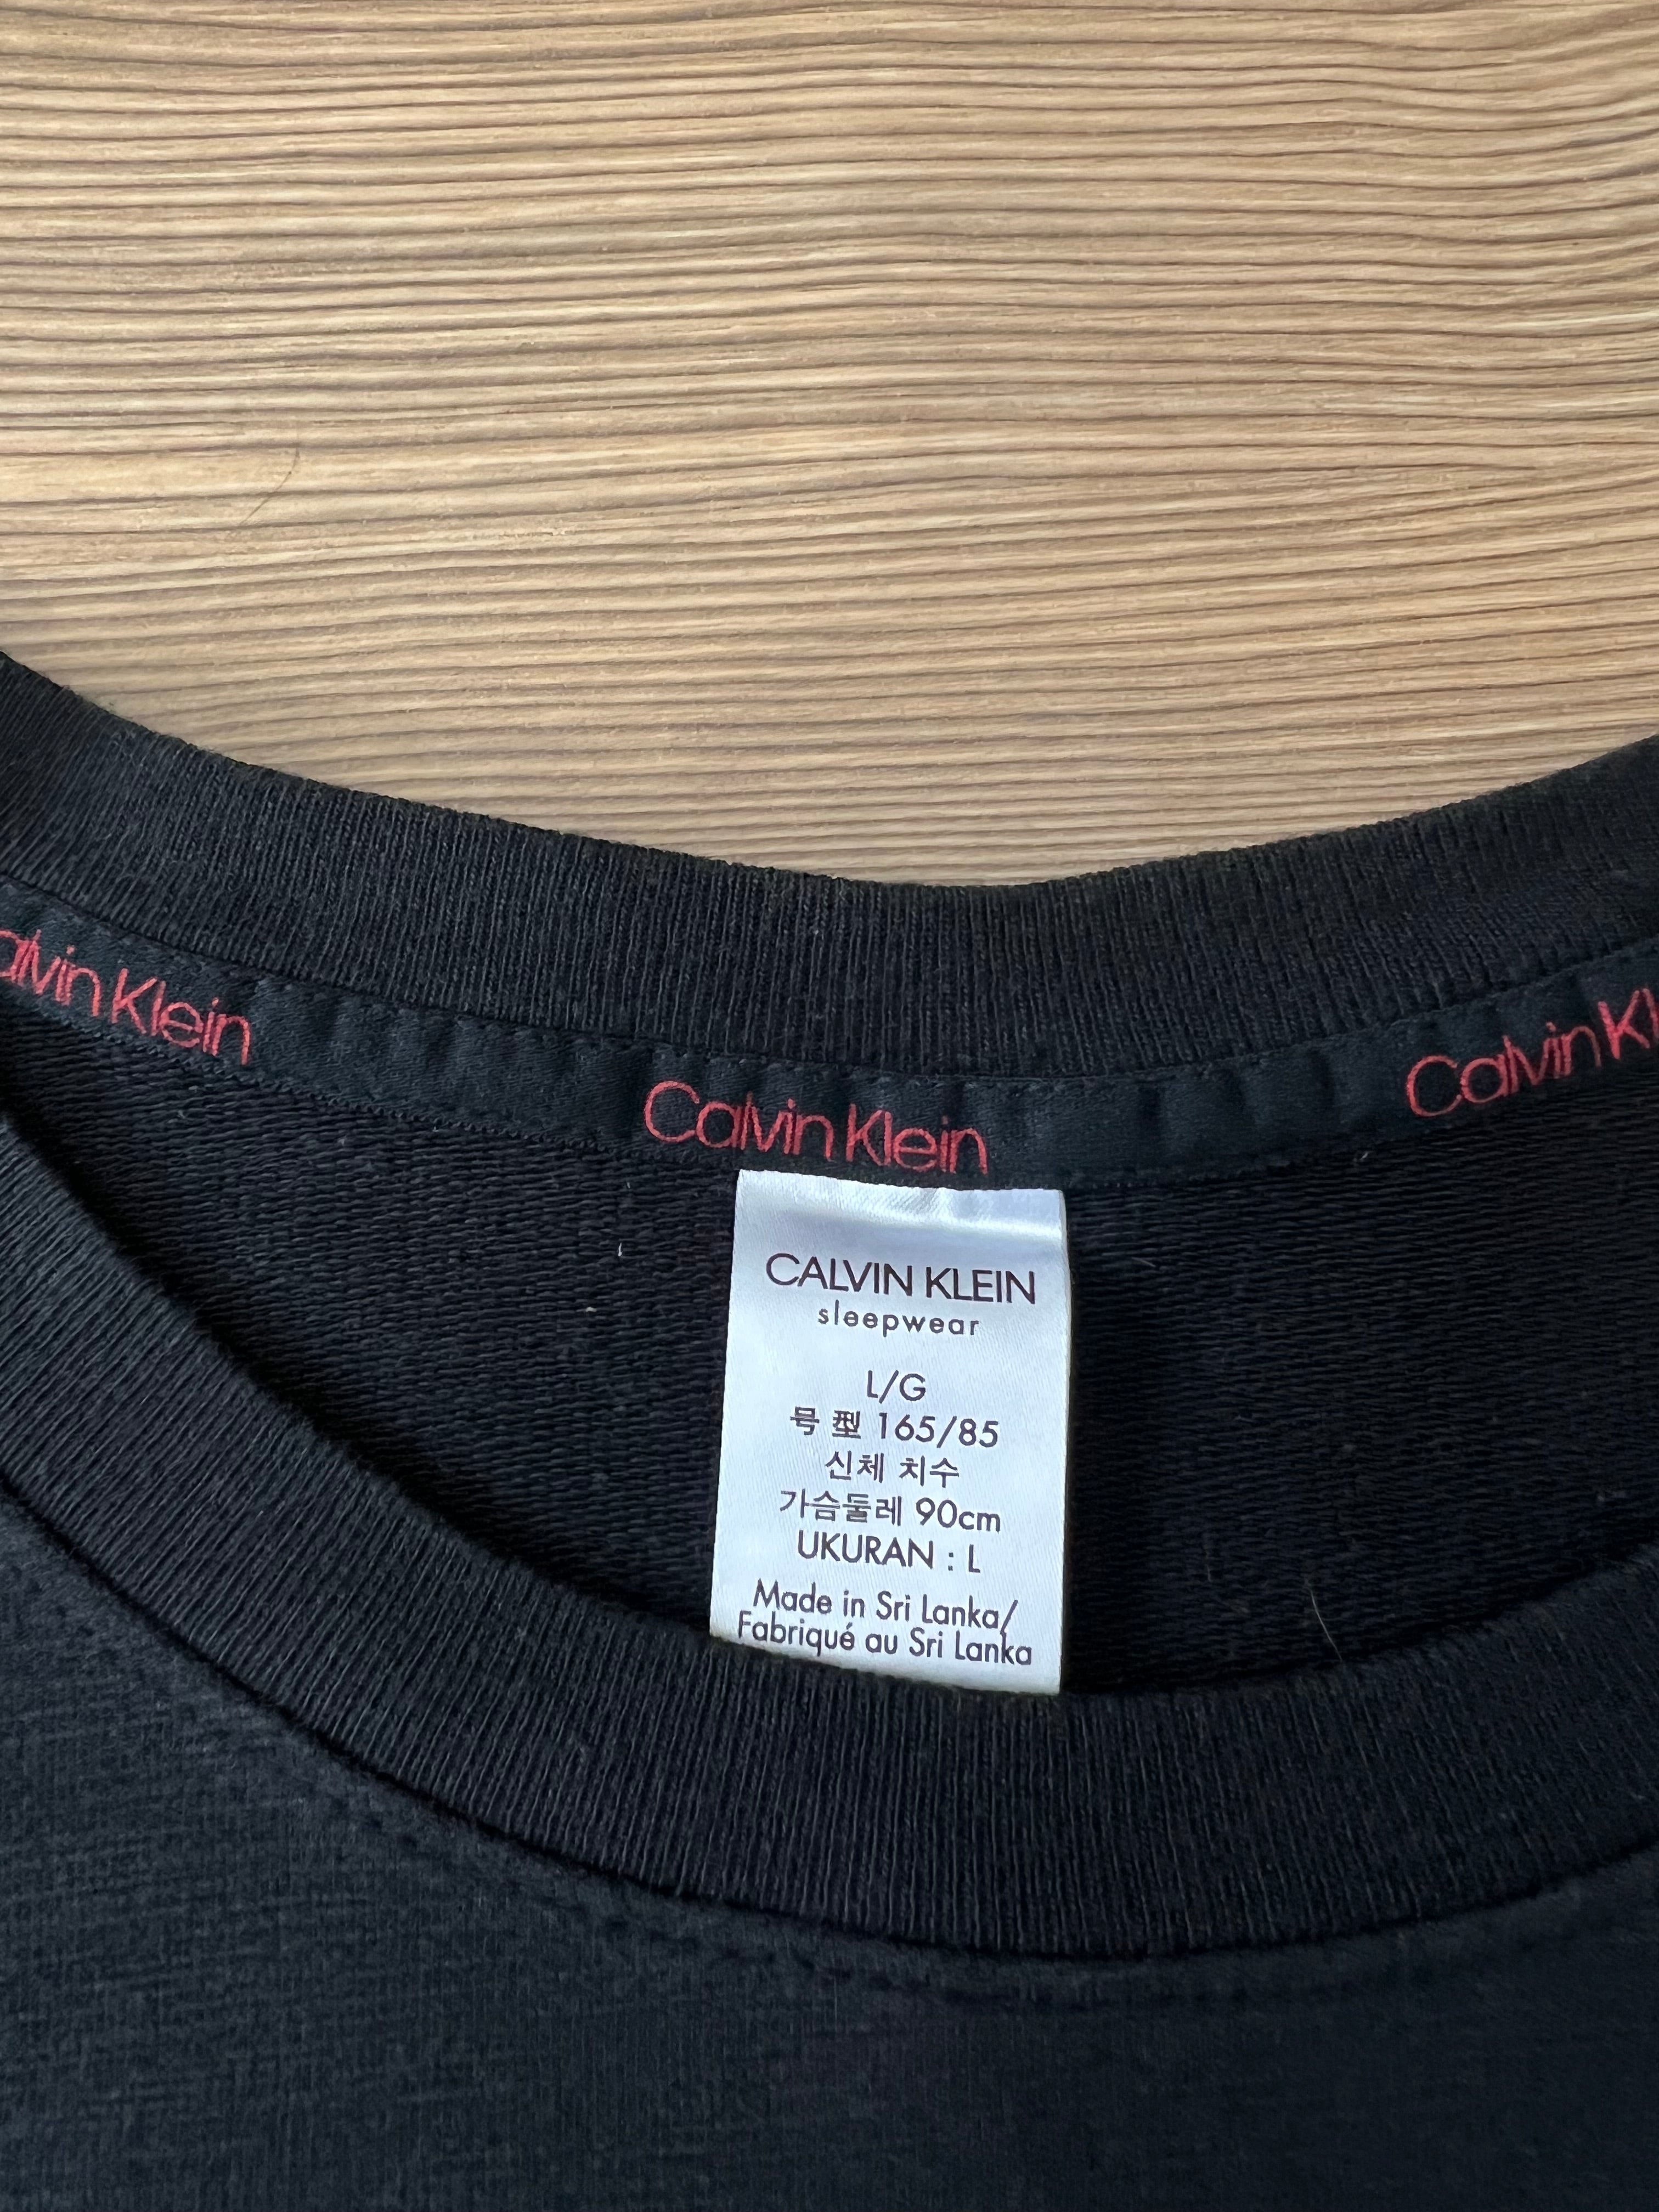 alvin Klein
Calvin Klein
Calvin Kl
CALVIN KLEIN
sleepwear
L/G
号型 165/85
신체 치수
가슴둘레 90cm
UKURAN : L
Made in Sri Lanka/
Fabriqué au Sri Lanka